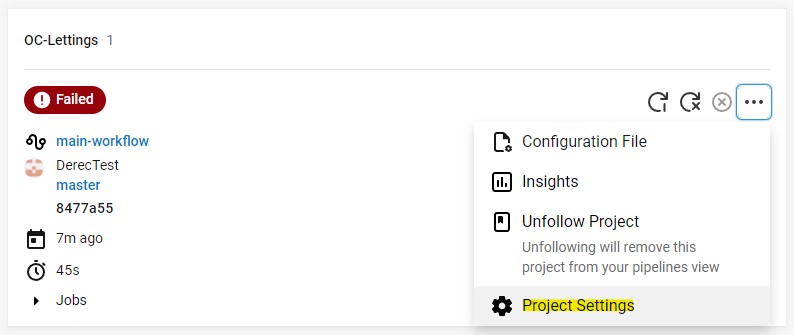 OC-Lettings 1
Failed
main-workflow
DerecTest
master
8477a55
7m ago
45s
Jobs
Configuration File
Insights
Unfollow Project
Unfollowing will remove this
project from your pipelines view
Project Settings